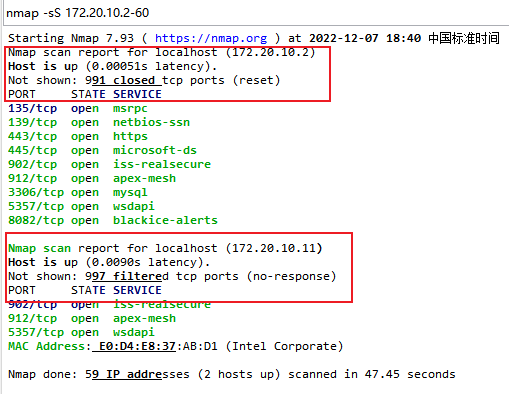 nmap -sS 172.20.10.2-60
Starting Nmap 7.93 ( https://nmap.org ) at 2022-12-07 18:40 中国标准时间
Nmap scan report for localhost (172.20.10.2)
Host is up (0.00051s latency).
Not shown: 991 closed tcp ports (reset)
PORT     STATE SERVICE
135/tcp  open  msrpc
139/tcp  open  netbios-ssn
443/tcp  open  https
445/tcp  open  microsoft-ds
902/tcp  open  iss-realsecure
912/tcp  open  apex-mesh
3306/tcp open  mysql
5357/tcp open  wsdapi
8082/tcp open  blackice-alerts
Nmap scan report for localhost (172.20.10.11)
Host is up (0.0090s latency).
Not shown: 997 filtered tcp ports (no-response)
PORT     STATE SERVICE
902/tcp  open  iss-realsecure
912/tcp  open  apex-mesh
5357/tcp open  wsdapi
MAC Address: E0:D4:E8:37:AB:D1 (Intel Corporate)
Nmap done: 59 IP addresses (2 hosts up) scanned in 47.45 seconds